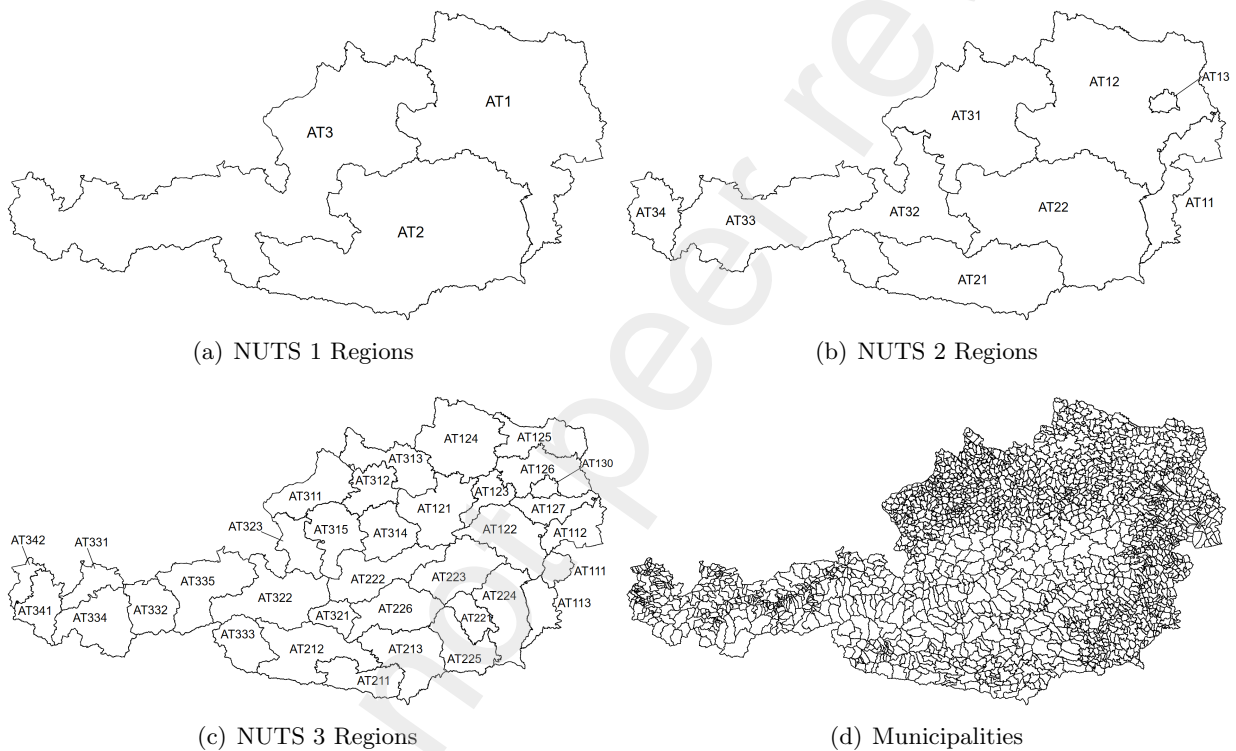 AT1
AT3
AT2
(a) NUTS 1 Regions
AT12
AT13
AT31
AT34
AT33
AT32
AT22
AT11
AT21
(b) NUTS 2 Regions
AT124
AT125
AT313
AT126
AT130
AT312
AT311
AT123
AT121
AT127
AT323
AT315
AT314
AT122
AT112
AT342
AT331
AT335
AT222
AT223
AT111
AT341
AT334
AT332
AT322
AT321
AT226
AT224
AT113
AT221
AT333
AT212
AT213
AT225
AT211
(c) NUTS 3 Regions
(d) Municipalities
not peer re